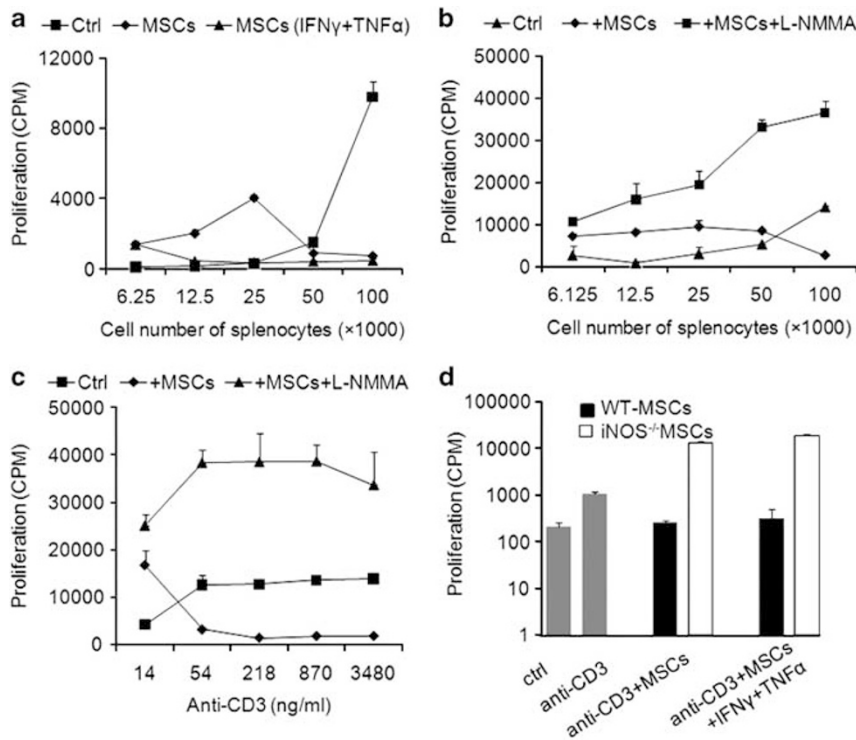 a
Ctrl MSCs MSCs (IFNγ+TNFα)
Proliferation (CPM)
12000
8000
4000
0
6.25 12.5 25 50 100
Cell number of splenocytes (×1000)
b
Ctrl +MSCs +MSCs+L-NMMA
Proliferation (CPM)
50000
40000
30000
20000
10000
0
6.125 12.5 25 50 100
Cell number of splenocytes (×1000)
c
Ctrl +MSCs +MSCs+L-NMMA
Proliferation (CPM)
50000
40000
30000
20000
10000
0
14 54 218 870 3480
Anti-CD3 (ng/ml)
d
WT-MSCs
iNOS-/-MSCs
Proliferation (CPM)
100000
10000
1000
100
10
1
ctrl
anti-CD3
anti-CD3+MSCs
anti-CD3+MSCs
+IFNγ+TNFα